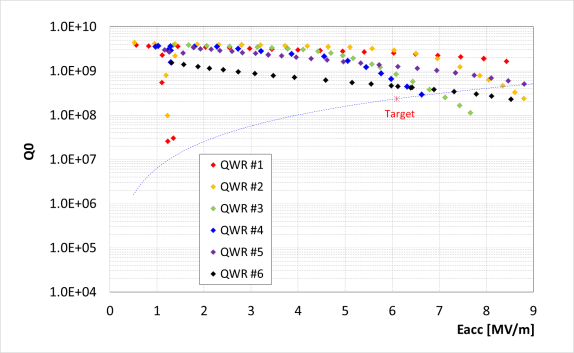 1.0E+10
1.0E+09
1.0E+08
1.0E+07
1.0E+06
1.0E+05
1.0E+04
Q0
Target
QWR #1
QWR #2
QWR #3
QWR #4
QWR #5
QWR #6
0 1 2 3 4 5 6 7 8 9
Eacc [MV/m]